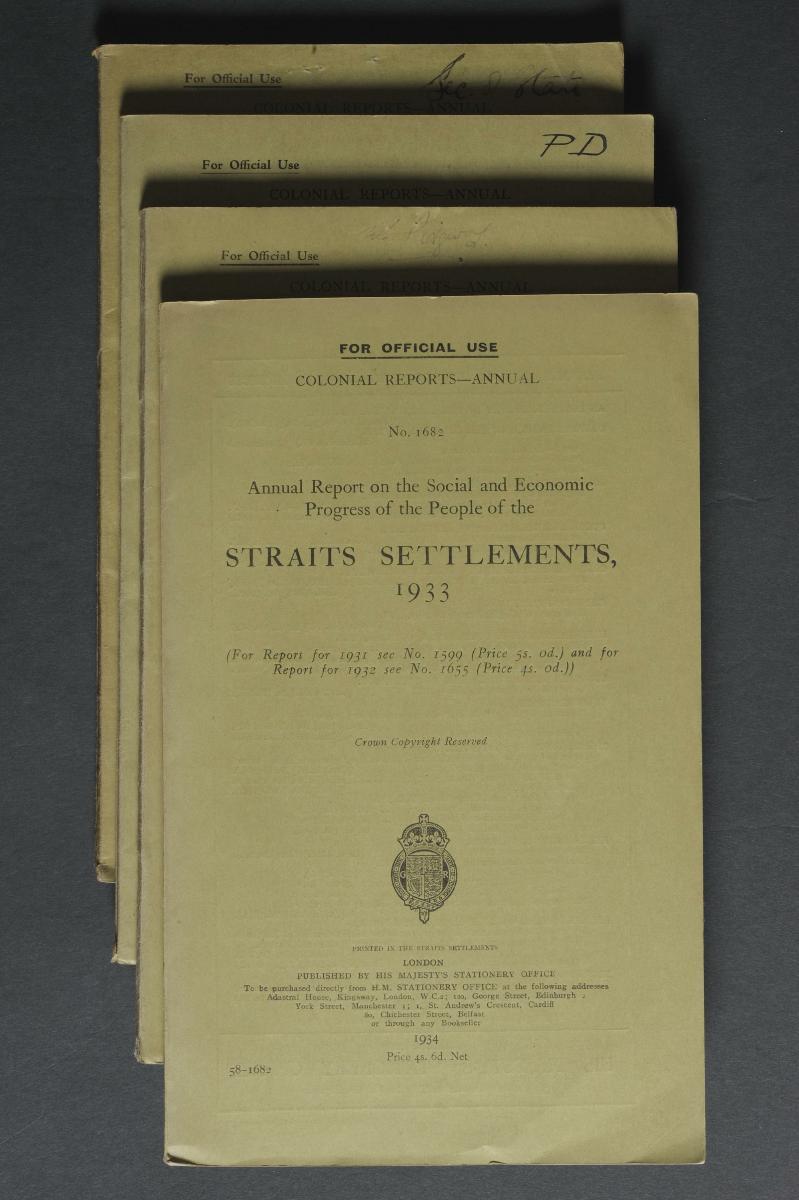 For Official Use
Sec. of State
COLONIAL REPORTS—ANNUAL
PD
For Official Use
COLONIAL REPORTS—ANNUAL
For Official Use
COLONIAL REPORTS—ANNUAL
FOR OFFICIAL USE
COLONIAL REPORTS—ANNUAL
No. 1682
Annual Report on the Social and Economic
Progress of the People of the
STRAITS SETTLEMENTS,
1933
(For Report for 1931 see No. 1599 (Price 5s. 0d.) and for
Report for 1932 see No. 1655 (Price 4s. 0d.))
Crown Copyright Reserved
G R
PRINTED IN THE STRAITS SETTLEMENTS
LONDON
PUBLISHED BY HIS MAJESTY'S STATIONERY OFFICE
To be purchased directly from H.M. STATIONERY OFFICE at the following addresses
Adastral House, Kingsway, London, W.C.2; 120, George Street, Edinburgh 2
York Street, Manchester 1; 1, St. Andrew's Crescent, Cardiff
80, Chichester Street, Belfast
or through any Bookseller
1934
Price 4s. 6d. Net
58-1682